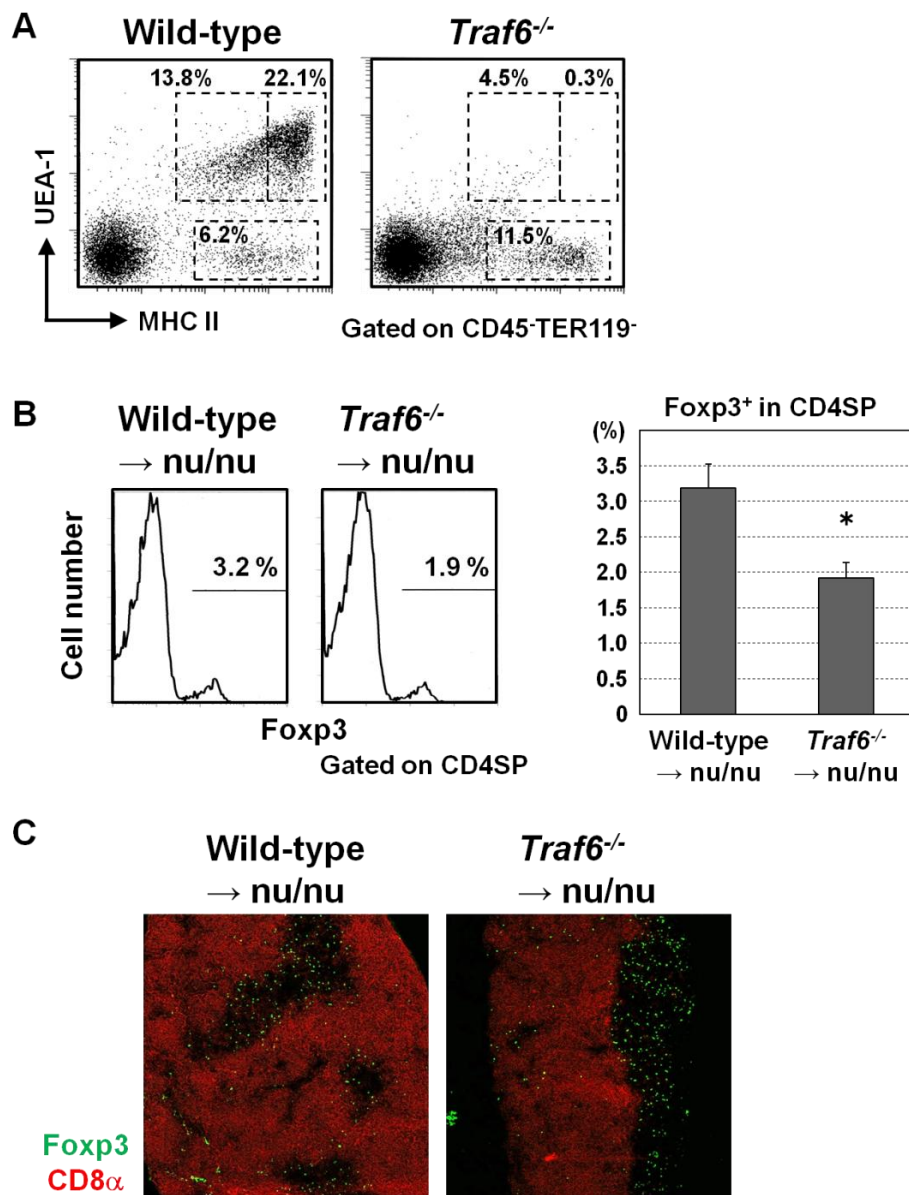 A
Wild-type
Traf6-/-
13.8%
22.1%
4.5%
0.3%
6.2%
11.5%
UEA-1
MHC II
Gated on CD45-TER119-
B
Wild-type
→ nu/nu
Traf6-/-
→ nu/nu
3.2 %
1.9 %
Cell number
Foxp3
Gated on CD4SP
Foxp3+ in CD4SP
(%)
3.5
3.0
2.5
2.0
1.5
1.0
0.5
0
*
Wild-type
→ nu/nu
Traf6-/-
→ nu/nu
C
Wild-type
→ nu/nu
Traf6-/-
→ nu/nu
Foxp3
CD8α